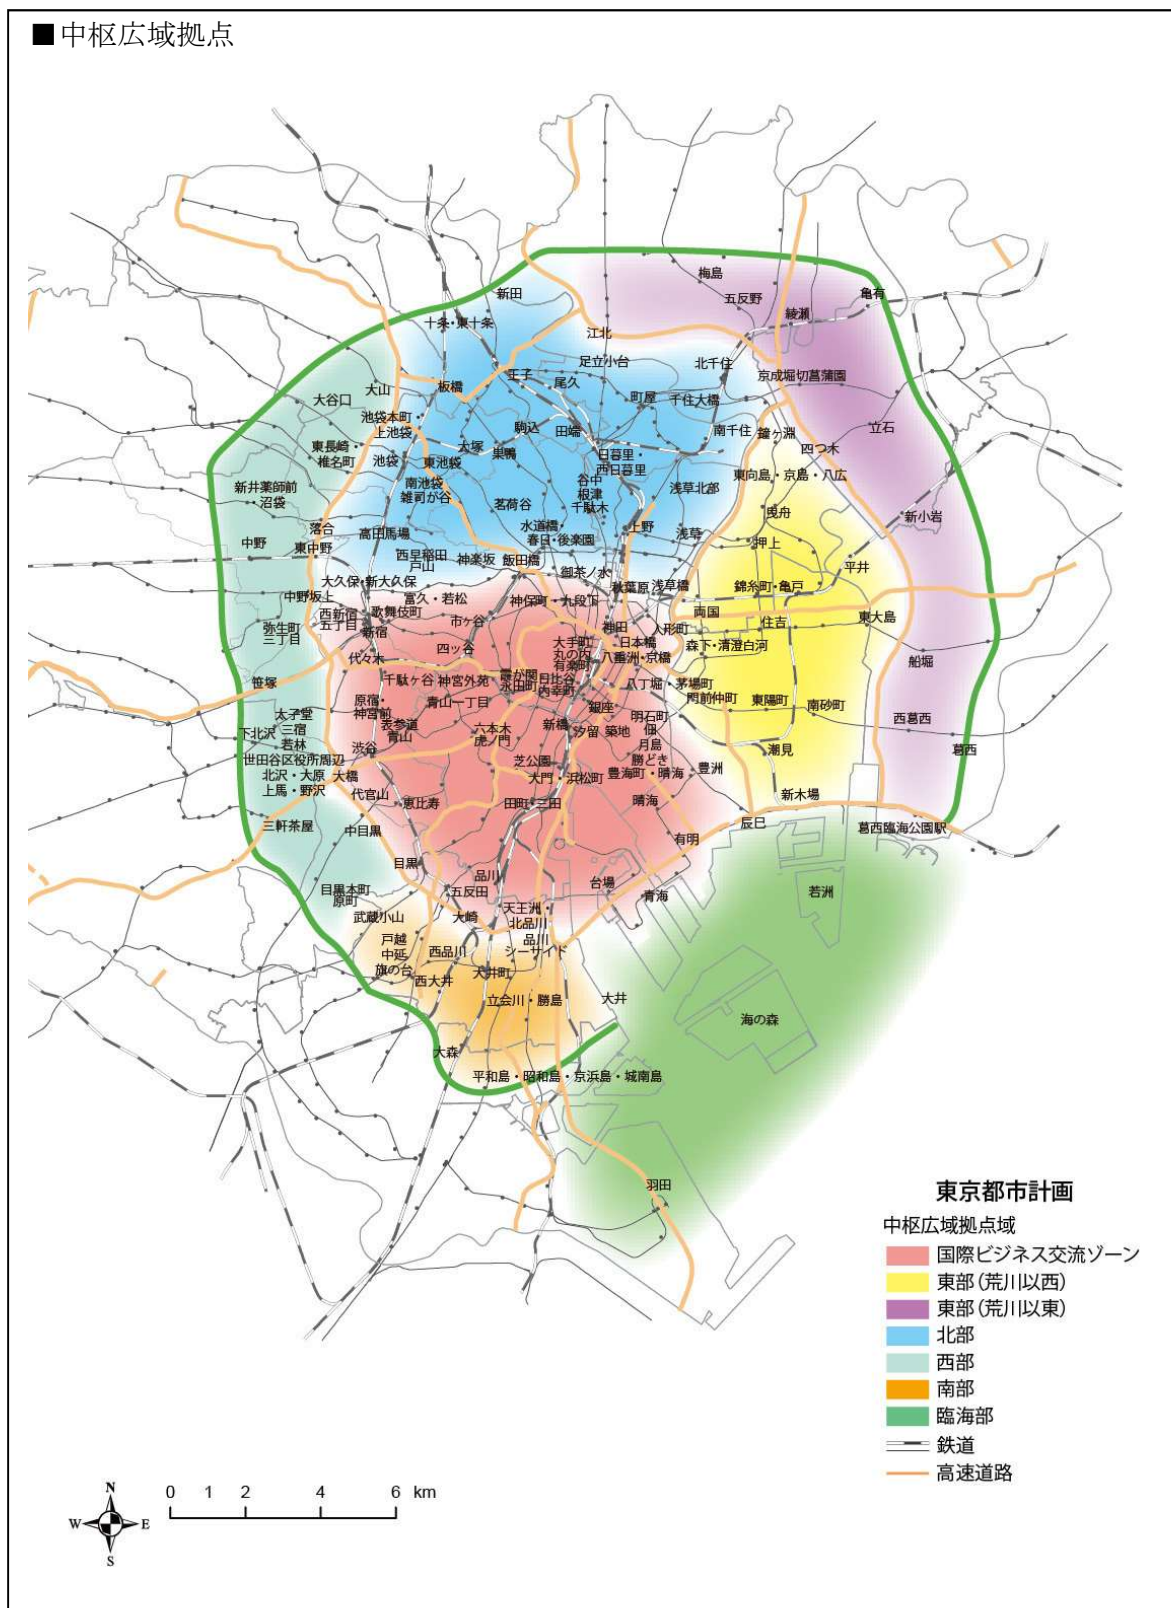 ■中枢広域拠点
梅島
新田
五反野
亀有
綾瀬
十条・東十条
江北
足立小台
北千住
王子
尾久
京成堀切菖蒲園
板橋
大山
大谷口
町屋
千住大橋
池袋本町・
上池袋
駒込
田端
南千住
鐘ヶ淵
立石
四つ木
東長崎・
椎名町
池袋
大塚
東池袋
巣鴨
日暮里・
西日暮里
東向島・京島・八広
新井薬師前
・沼袋
南池袋
雑司が谷
谷中
根津
千駄木
浅草北部
茗荷谷
曳舟
新小岩
落合
高田馬場
水道橋・
春日・後楽園
上野
浅草
押上
中野
東中野
西早稲田
戸山
神楽坂
飯田橋
平井
大久保・新大久保
御茶ノ水
秋葉原
浅草橋
錦糸町・亀戸
中野坂上
西新宿
五丁目
歌舞伎町
富久・若松
神保町・九段下
両国
弥生町
三丁目
新宿
市ヶ谷
神田
人形町
住吉
東大島
四ッ谷
大手町
丸の内
有楽町
日本橋
八重洲・京橋
森下・清澄白河
代々木
船堀
笹塚
千駄ヶ谷
神宮外苑
霞が関
永田町
日比谷
内幸町
八丁堀・茅場町
門前仲町
東陽町
南砂町
原宿・
神宮前
青山一丁目
銀座
西葛西
太子堂
三宿
若林
表参道
青山
六本木
虎ノ門
新橋
汐留
築地
明石町
佃
月島
下北沢
渋谷
勝どき
潮見
葛西
世田谷区役所周辺
芝公園
豊海町・晴海
豊洲
北沢・大原
上馬・野沢
大橋
大門・浜松町
代官山
恵比寿
田町・三田
晴海
新木場
三軒茶屋
中目黒
辰巳
葛西臨海公園駅
有明
目黒
品川
台場
青海
若洲
目黒本町
原町
五反田
武蔵小山
大崎
天王洲・
北品川
戸越
中延
旗の台
西品川
品川
シーサイド
西大井
大井町
立会川・勝島
大井
海の森
大森
平和島・昭和島・京浜島・城南島
羽田
東京都市計画
中枢広域拠点域
国際ビジネス交流ゾーン
東部（荒川以西）
東部（荒川以東）
北部
西部
南部
臨海部
鉄道
高速道路
N
W E
S
0 1 2 4 6 km